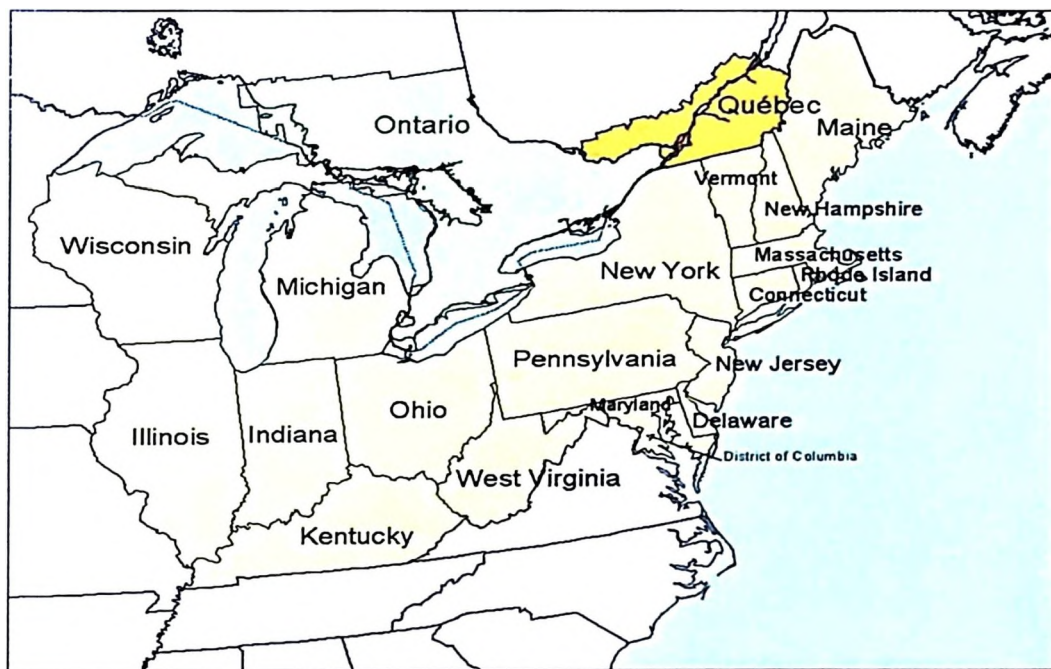 Québec
Ontario
Maine
Vermont
New Hampshire
Wisconsin
Massachusetts
New York
Rhode Island
Michigan
Connecticut
Pennsylvania
New Jersey
Maryland
Ohio
Delaware
Illinois
Indiana
District of Columbia
West Virginia
Kentucky